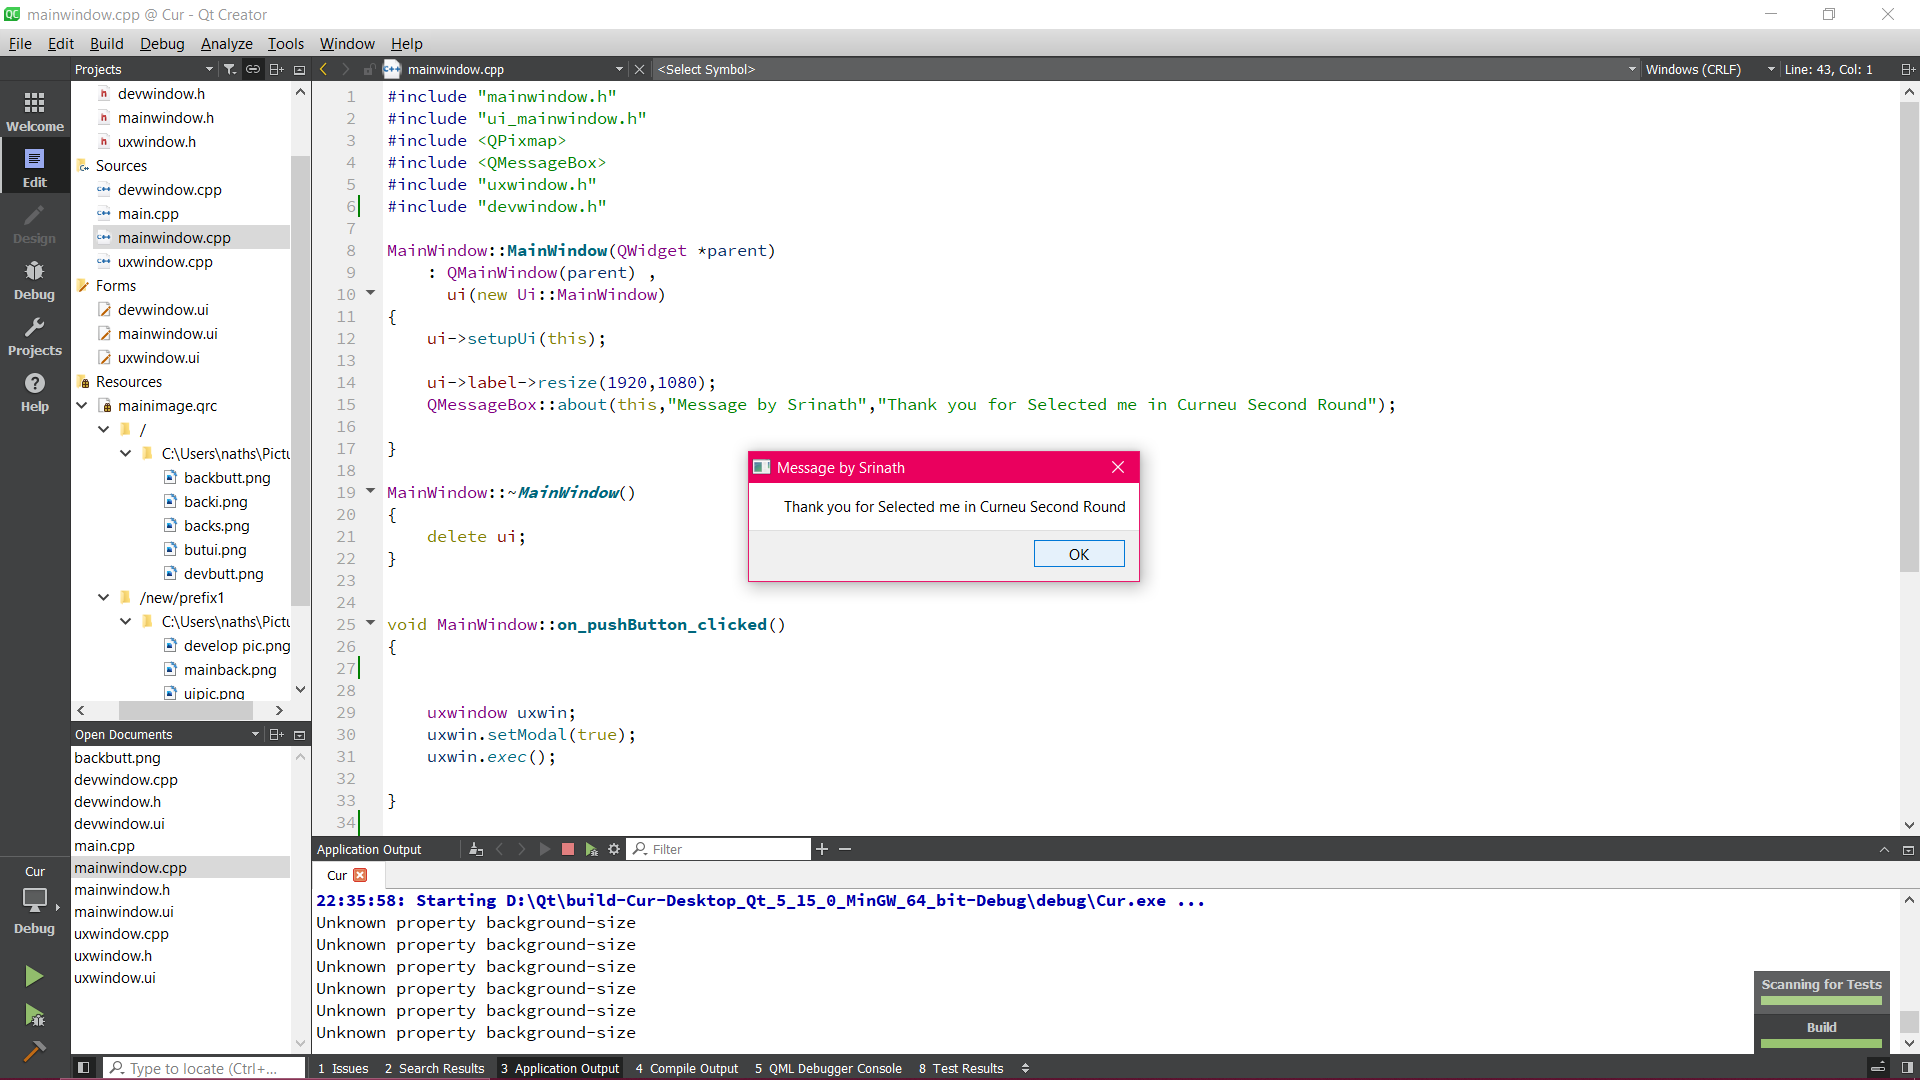 mainwindow.cpp @ Cur - Qt Creator
File Edit Build Debug Analyze Tools Window Help
Projects
mainwindow.cpp
<Select Symbol>
Windows (CRLF)
Line: 43, Col: 1
Welcome
Edit
Design
Debug
Projects
Help
devwindow.h
mainwindow.h
uxwindow.h
Sources
devwindow.cpp
main.cpp
mainwindow.cpp
uxwindow.cpp
Forms
devwindow.ui
mainwindow.ui
uxwindow.ui
Resources
mainimage.qrc
/
C:\Users\naths\Pictu
backbutt.png
backi.png
backs.png
butui.png
devbutt.png
/new/prefix1
C:\Users\naths\Pictu
develop pic.png
mainback.png
uipic.png
Open Documents
backbutt.png
devwindow.cpp
devwindow.h
devwindow.ui
main.cpp
mainwindow.cpp
mainwindow.h
mainwindow.ui
uxwindow.cpp
uxwindow.h
uxwindow.ui
Cur
Debug
1 #include "mainwindow.h"
2 #include "ui_mainwindow.h"
3 #include <QPixmap>
4 #include <QMessageBox>
5 #include "uxwindow.h"
6 #include "devwindow.h"
7
8 MainWindow::MainWindow(QWidget *parent)
9 : QMainWindow(parent) ,
10 ui(new Ui::MainWindow)
11 {
12 ui->setupUi(this);
13
14 ui->label->resize(1920,1080);
15 QMessageBox::about(this,"Message by Srinath","Thank you for Selected me in Curneu Second Round");
16
17 }
18
19 MainWindow::~MainWindow()
20 {
21 delete ui;
22 }
23
24
25 void MainWindow::on_pushButton_clicked()
26 {
27
28
29 uxwindow uxwin;
30 uxwin.setModal(true);
31 uxwin.exec();
32
33 }
34
Message by Srinath
Thank you for Selected me in Curneu Second Round
OK
Application Output
Filter
Cur
22:35:58: Starting D:\Qt\build-Cur-Desktop_Qt_5_15_0_MinGW_64_bit-Debug\debug\Cur.exe ...
Unknown property background-size
Unknown property background-size
Unknown property background-size
Unknown property background-size
Unknown property background-size
Unknown property background-size
Scanning for Tests
Build
Type to locate (Ctrl+...
1 Issues 2 Search Results 3 Application Output 4 Compile Output 5 QML Debugger Console 8 Test Results